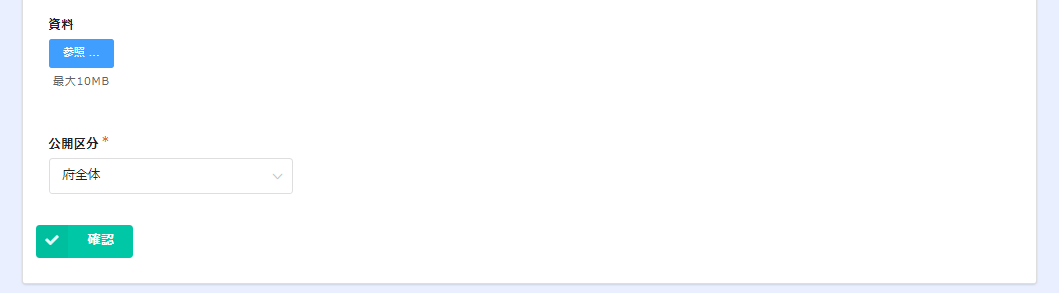 資料
参照 ...
最大10MB
公開区分 *
府全体
確認